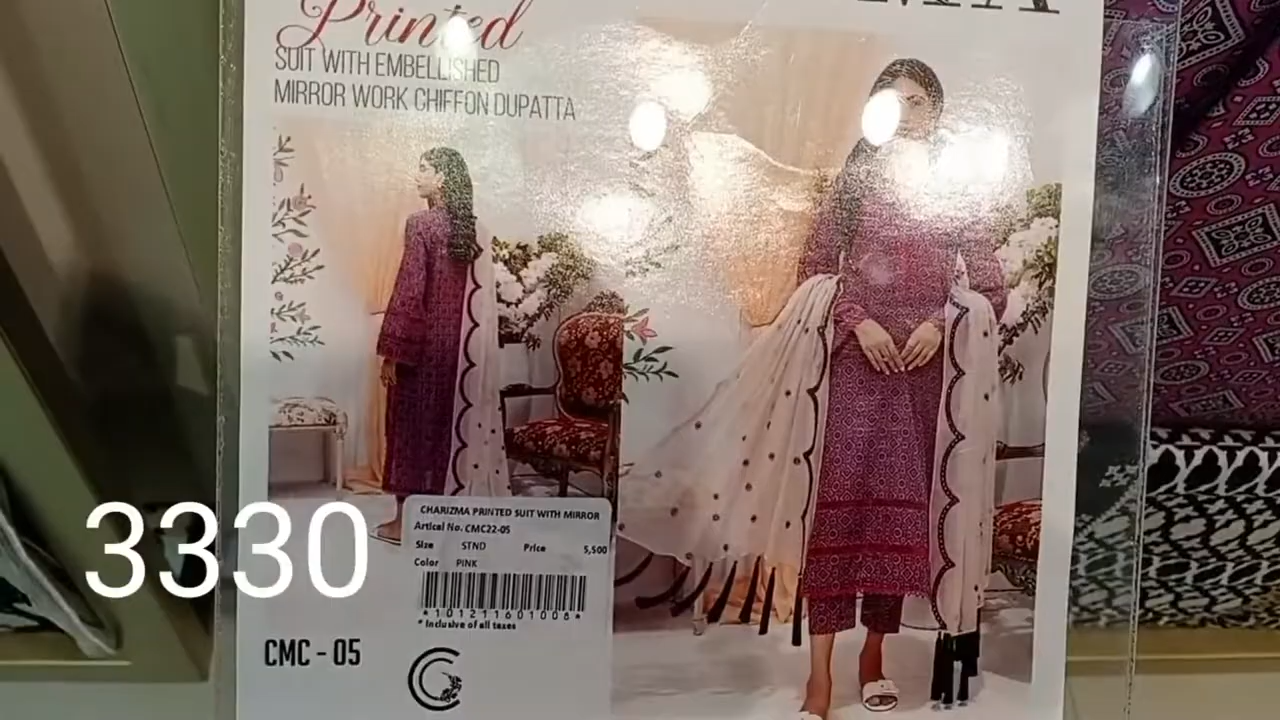 Printed
SUIT WITH EMBELLISHED
MIRROR WORK CHIFFON DUPATTA
3330
CHARIZMA PRINTED SUIT WITH MIRROR
Artical No. CMC22-05
Size STND Price 5,500
Color PINK
*101211601008*
* Inclusive of all taxes
CMC - 05